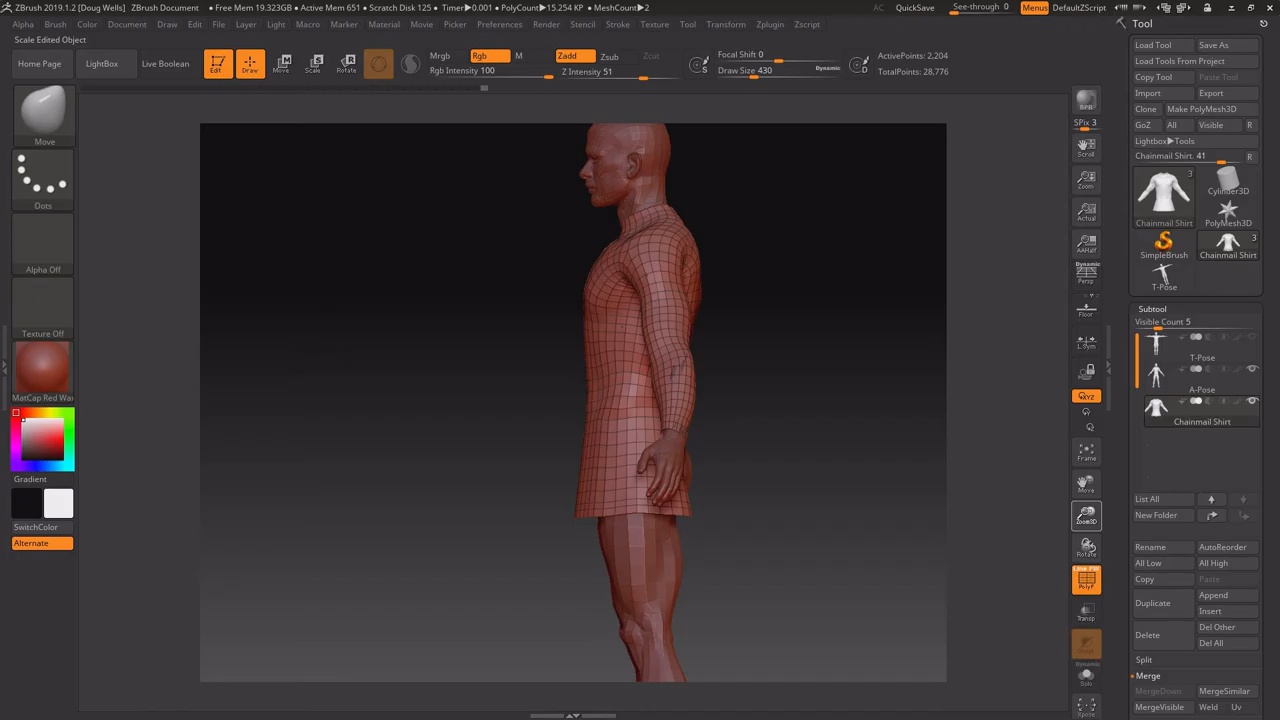 ZBrush 2019.1.2 [Doug Wells] ZBrush Document • Free Mem 19.323GB • Active Mem 651 • Scratch Disk 125 • Timer▶0.001 • PolyCount▶15.254 KP • MeshCount▶2 AC QuickSave See-through 0 Menus DefaultZScript
Alpha Brush Color Document Draw Edit File Layer Light Macro Marker Material Movie Picker Preferences Render Stencil Stroke Texture Tool Transform Zplugin Zscript
Scale Edited Object
Home Page LightBox Live Boolean Edit Draw Move Scale Rotate
Mrgb Rgb M
Rgb Intensity 100
Zadd Zsub Zcut
Z Intensity 51
S
Focal Shift 0
Draw Size 430 Dynamic
D
ActivePoints: 2,204
TotalPoints: 28,776
Move
Dots
Alpha Off
Texture Off
MatCap Red Wax
Gradient
SwitchColor
Alternate
BPR
SPix 3
Scroll
Zoom
Actual
AAHalf
Dynamic
Persp
Floor
L.Sym
XYZ
Frame
Move
Zoom3D
Rotate
Line Fill
PolyF
Transp
Dynamic
Solo
Xpose
Tool
Load Tool Save As
Load Tools From Project
Copy Tool Paste Tool
Import Export
Clone Make PolyMesh3D
GoZ All Visible R
Lightbox▶Tools
Chainmail Shirt. 41 R
3
Chainmail Shirt
Cylinder3D
PolyMesh3D
SimpleBrush
3
Chainmail Shirt
T-Pose
Subtool
Visible Count 5
T-Pose
A-Pose
Chainmail Shirt
List All
New Folder
Rename AutoReorder
All Low All High
Copy Paste
Duplicate Append
Insert
Delete Del Other
Del All
Split
Merge
MergeDown MergeSimilar
MergeVisible Weld Uv